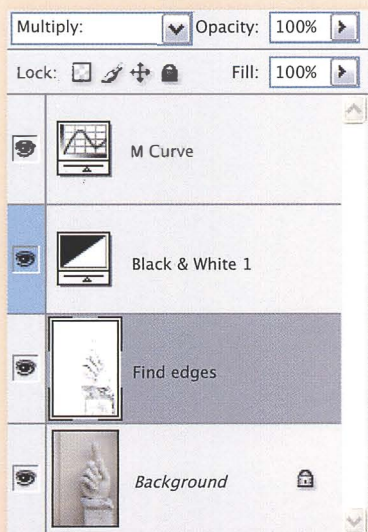 Multiply: Opacity: 100%
Lock: Fill: 100%
M Curve
Black & White 1
Find edges
Background